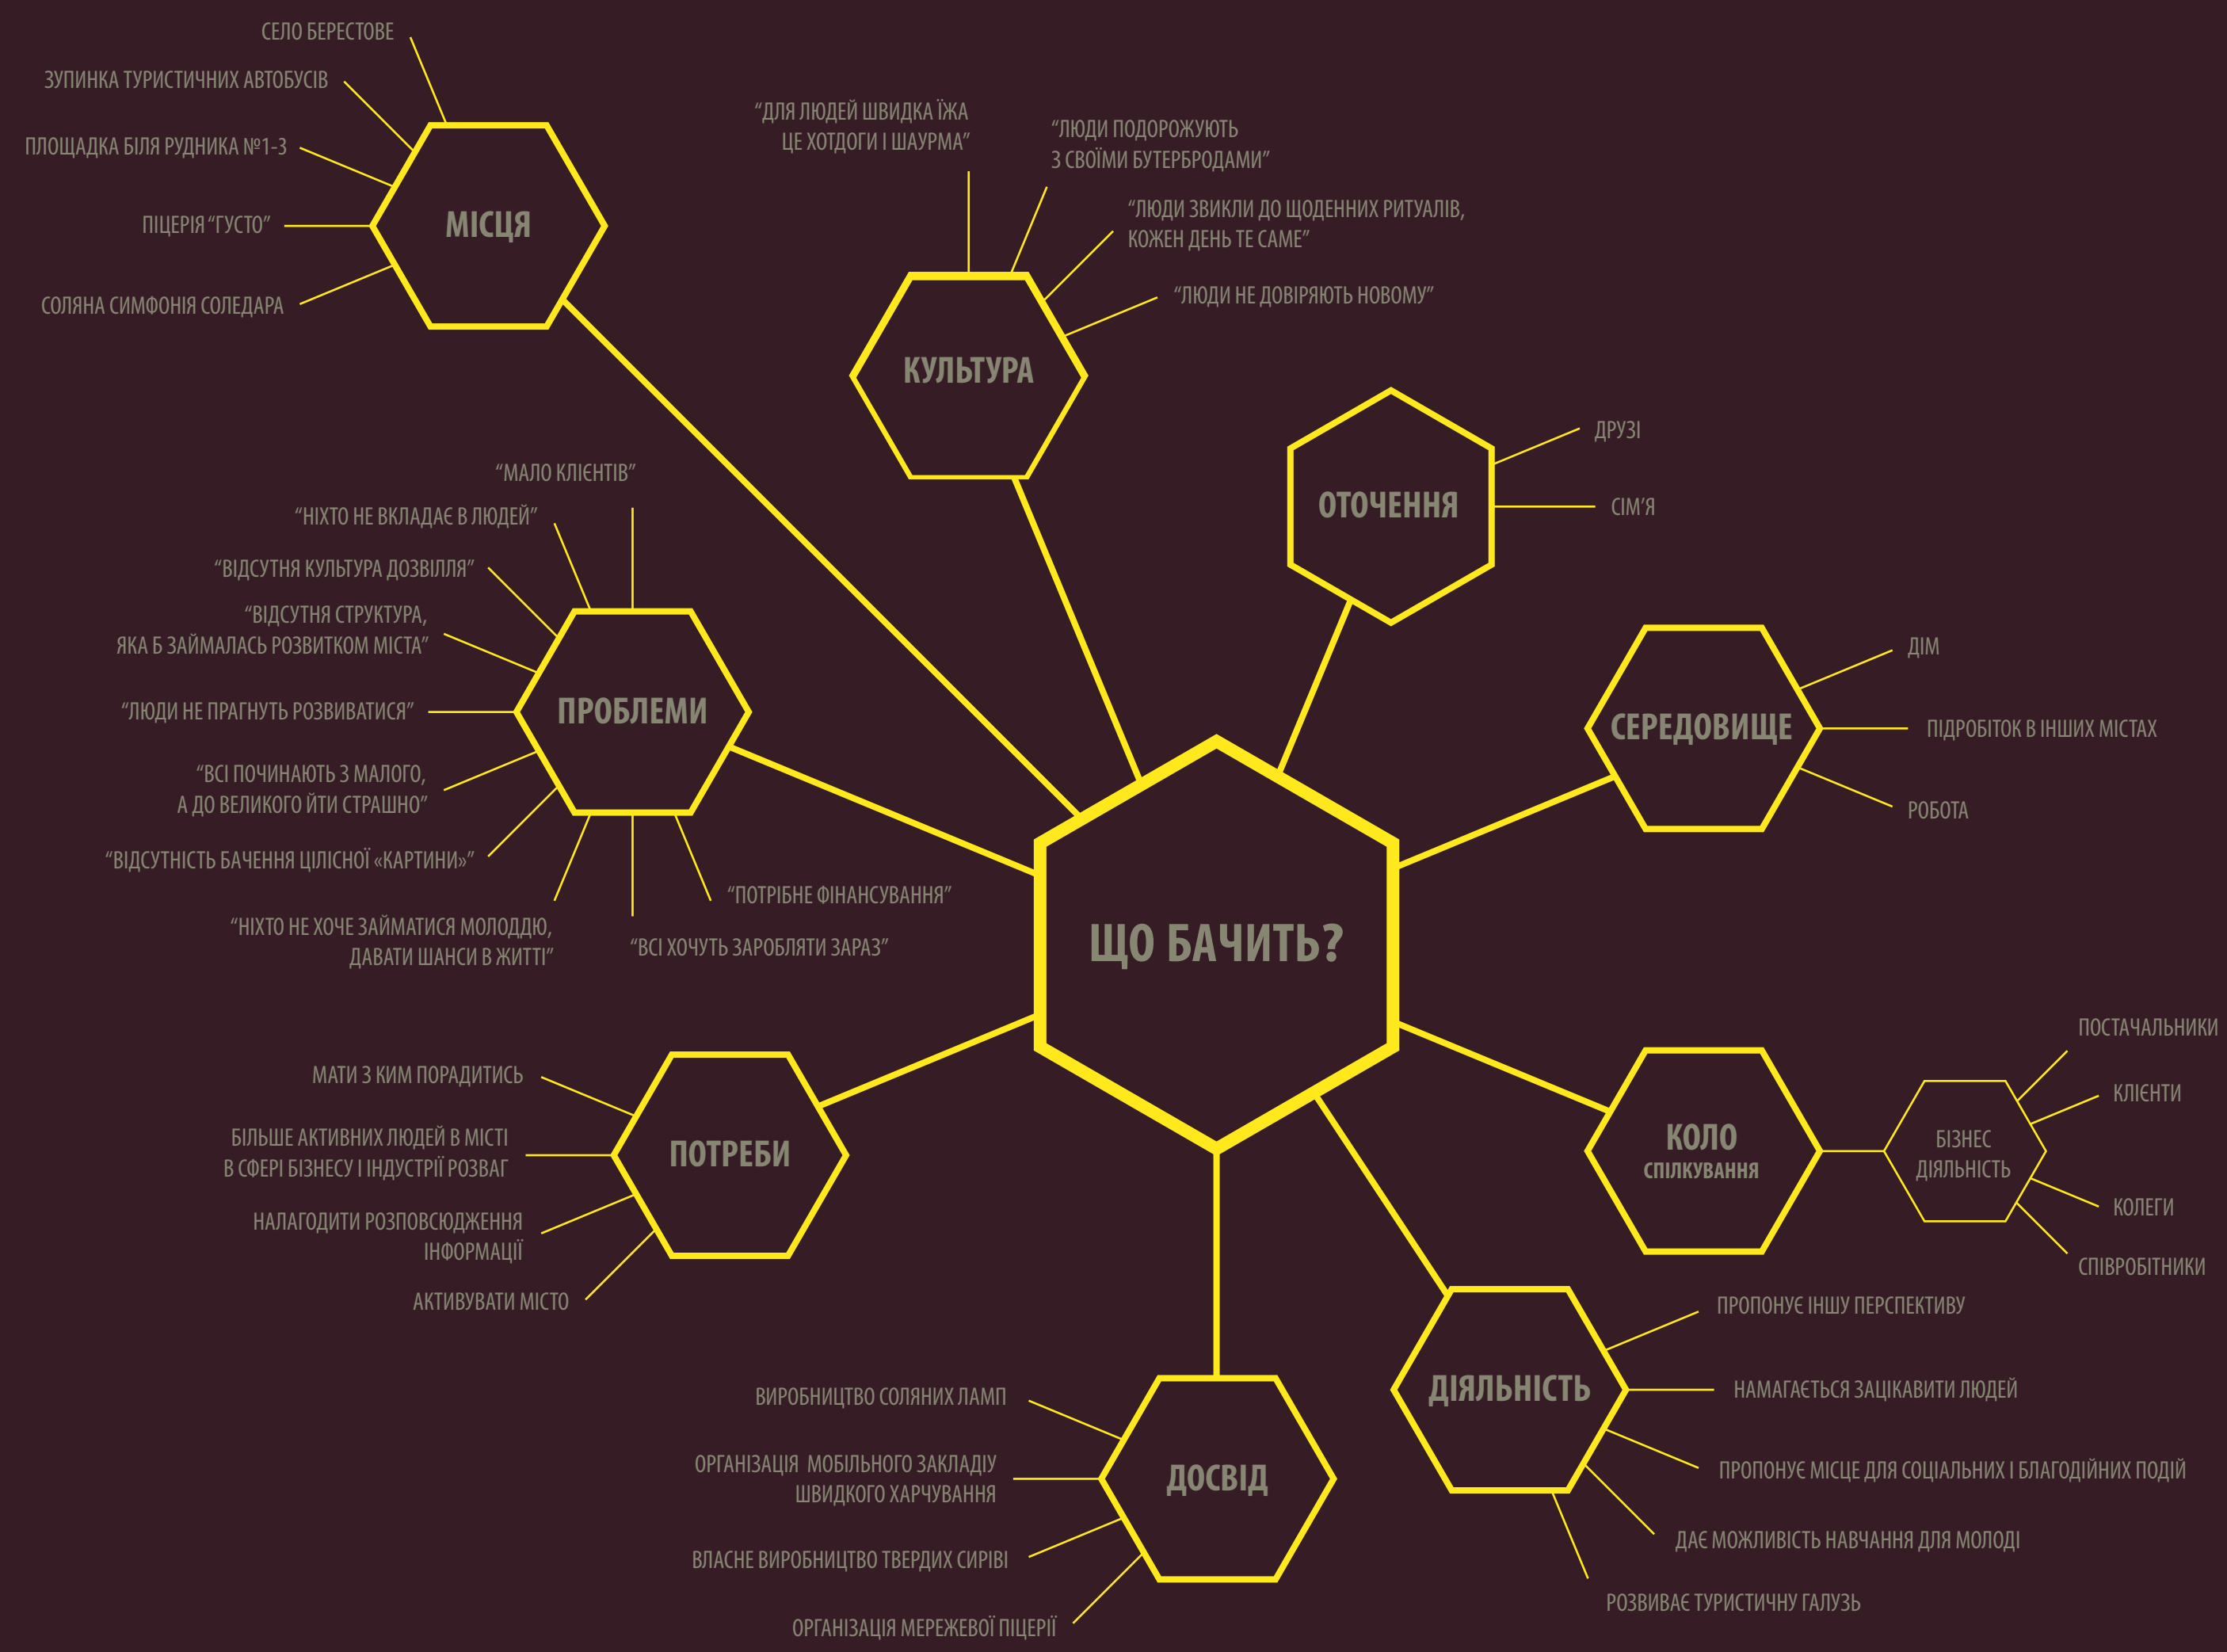 СЕЛО БЕРЕСТОВЕ
ЗУПИНКА ТУРИСТИЧНИХ АВТОБУСІВ
ПЛОЩАДКА БІЛЯ РУДНИКА №1-3
ПІЦЕРІЯ “ГУСТО”
СОЛЯНА СИМФОНІЯ СОЛЕДАРА
МІСЦЯ
“ДЛЯ ЛЮДЕЙ ШВИДКА ЇЖА
ЦЕ ХОТДОГИ І ШАУРМА”
“ЛЮДИ ПОДОРОЖУЮТЬ
З СВОЇМИ БУТЕРБРОДАМИ”
“ЛЮДИ ЗВИКЛИ ДО ЩОДЕННИХ РИТУАЛІВ,
КОЖЕН ДЕНЬ ТЕ САМЕ”
“ЛЮДИ НЕ ДОВІРЯЮТЬ НОВОМУ”
КУЛЬТУРА
ДРУЗІ
СІМ’Я
ОТОЧЕННЯ
“МАЛО КЛІЄНТІВ”
“НІХТО НЕ ВКЛАДАЄ В ЛЮДЕЙ”
“ВІДСУТНЯ КУЛЬТУРА ДОЗВІЛЛЯ”
“ВІДСУТНЯ СТРУКТУРА,
ЯКА Б ЗАЙМАЛАСЬ РОЗВИТКОМ МІСТА”
“ЛЮДИ НЕ ПРАГНУТЬ РОЗВИВАТИСЯ”
“ВСІ ПОЧИНАЮТЬ З МАЛОГО,
А ДО ВЕЛИКОГО ЙТИ СТРАШНО”
“ВІДСУТНІСТЬ БАЧЕННЯ ЦІЛІСНОЇ «КАРТИНИ»”
“НІХТО НЕ ХОЧЕ ЗАЙМАТИСЯ МОЛОДДЮ,
ДАВАТИ ШАНСИ В ЖИТТІ”
“ВСІ ХОЧУТЬ ЗАРОБЛЯТИ ЗАРАЗ”
“ПОТРІБНЕ ФІНАНСУВАННЯ”
ПРОБЛЕМИ
ДІМ
ПІДРОБІТОК В ІНШИХ МІСТАХ
РОБОТА
СЕРЕДОВИЩЕ
ЩО БАЧИТЬ?
МАТИ З КИМ ПОРАДИТИСЬ
БІЛЬШЕ АКТИВНИХ ЛЮДЕЙ В МІСТІ
В СФЕРІ БІЗНЕСУ І ІНДУСТРІЇ РОЗВАГ
НАЛАГОДИТИ РОЗПОВСЮДЖЕННЯ
ІНФОРМАЦІЇ
АКТИВУВАТИ МІСТО
ПОТРЕБИ
КОЛО
СПІЛКУВАННЯ
БІЗНЕС
ДІЯЛЬНІСТЬ
ПОСТАЧАЛЬНИКИ
КЛІЄНТИ
КОЛЕГИ
СПІВРОБІТНИКИ
ДІЯЛЬНІСТЬ
ПРОПОНУЄ ІНШУ ПЕРСПЕКТИВУ
НАМАГАЄТЬСЯ ЗАЦІКАВИТИ ЛЮДЕЙ
ПРОПОНУЄ МІСЦЕ ДЛЯ СОЦІАЛЬНИХ І БЛАГОДІЙНИХ ПОДІЙ
ДАЄ МОЖЛИВІСТЬ НАВЧАННЯ ДЛЯ МОЛОДІ
РОЗВИВАЄ ТУРИСТИЧНУ ГАЛУЗЬ
ВИРОБНИЦТВО СОЛЯНИХ ЛАМП
ОРГАНІЗАЦІЯ МОБІЛЬНОГО ЗАКЛАДІУ
ШВИДКОГО ХАРЧУВАННЯ
ВЛАСНЕ ВИРОБНИЦТВО ТВЕРДИХ СИРІВІ
ОРГАНІЗАЦІЯ МЕРЕЖЕВОЇ ПІЦЕРІЇ
ДОСВІД